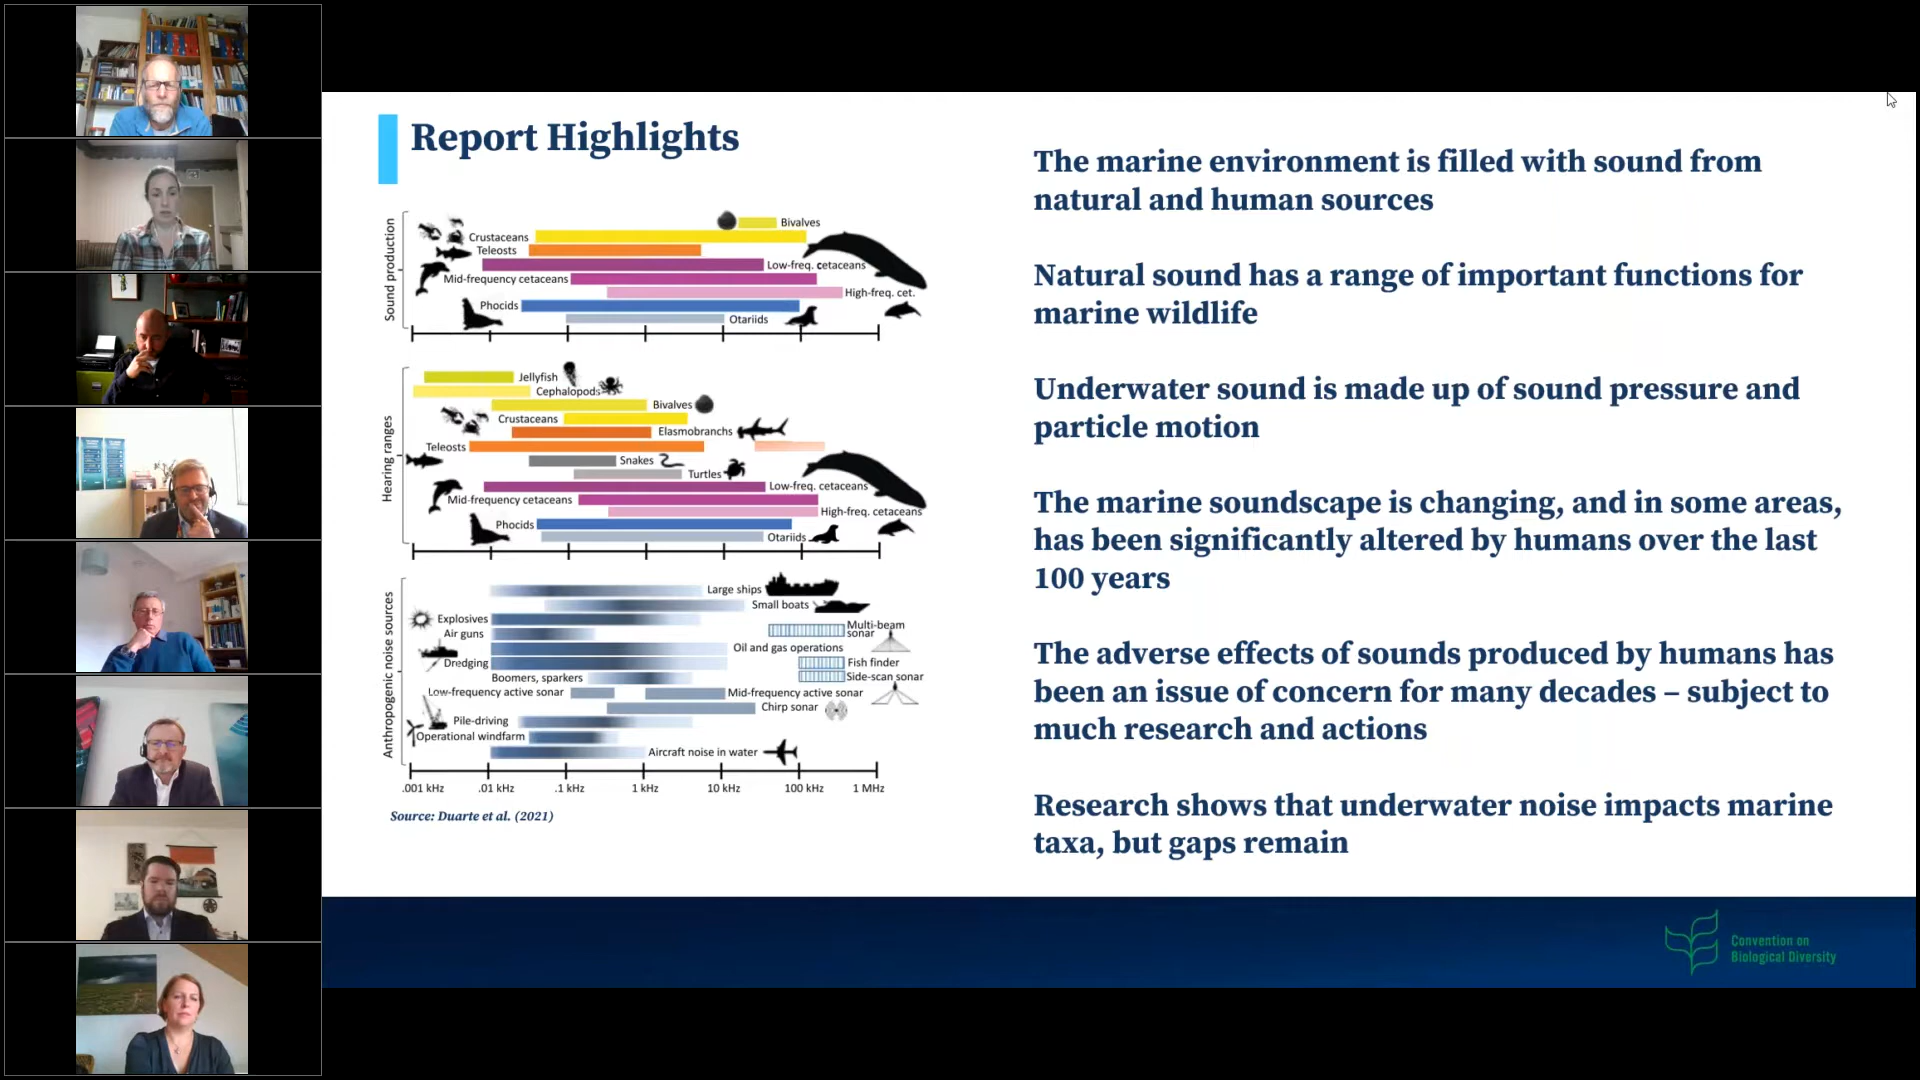 Report Highlights
Sound production
Bivalves
Crustaceans
Teleosts
Low-freq. cetaceans
Mid-frequency cetaceans
High-freq. cet.
Phocids
Otariids
Hearing ranges
Jellyfish
Cephalopods
Bivalves
Crustaceans
Elasmobranchs
Teleosts
Snakes
Turtles
Low-freq. cetaceans
Mid-frequency cetaceans
High-freq. cetaceans
Phocids
Otariids
Anthropogenic noise sources
Large ships
Small boats
Explosives
Multi-beam
sonar
Air guns
Oil and gas operations
Dredging
Fish finder
Boomers, sparkers
Side-scan sonar
Low-frequency active sonar
Mid-frequency active sonar
Chirp sonar
Pile-driving
Operational windfarm
Aircraft noise in water
.001 kHz .01 kHz .1 kHz 1 kHz 10 kHz 100 kHz 1 MHz
Source: Duarte et al. (2021)
The marine environment is filled with sound from
natural and human sources
Natural sound has a range of important functions for
marine wildlife
Underwater sound is made up of sound pressure and
particle motion
The marine soundscape is changing, and in some areas,
has been significantly altered by humans over the last
100 years
The adverse effects of sounds produced by humans has
been an issue of concern for many decades – subject to
much research and actions
Research shows that underwater noise impacts marine
taxa, but gaps remain
Convention on
Biological Diversity